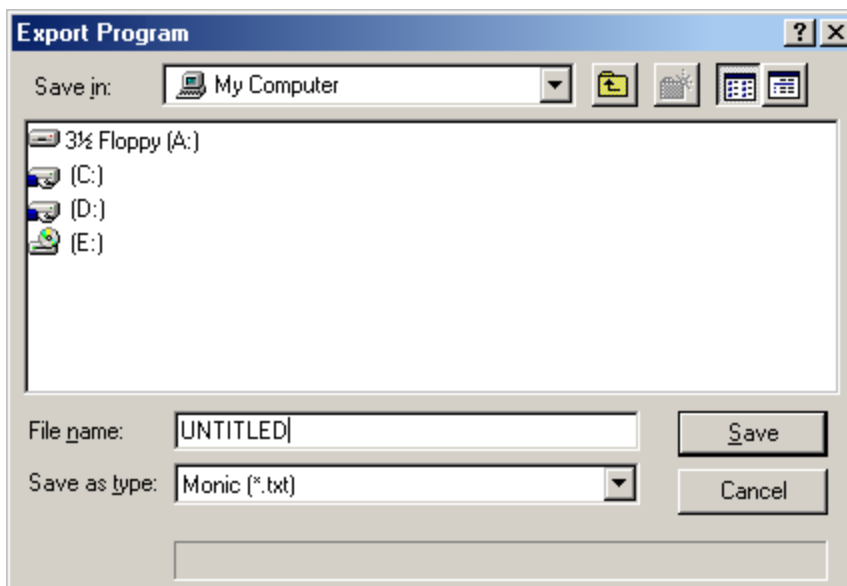 Export Program
Save in: My Computer
3½ Floppy (A:)
(C:)
(D:)
(E:)
File name: UNTITLED Save
Save as type: Monic (*.txt) Cancel